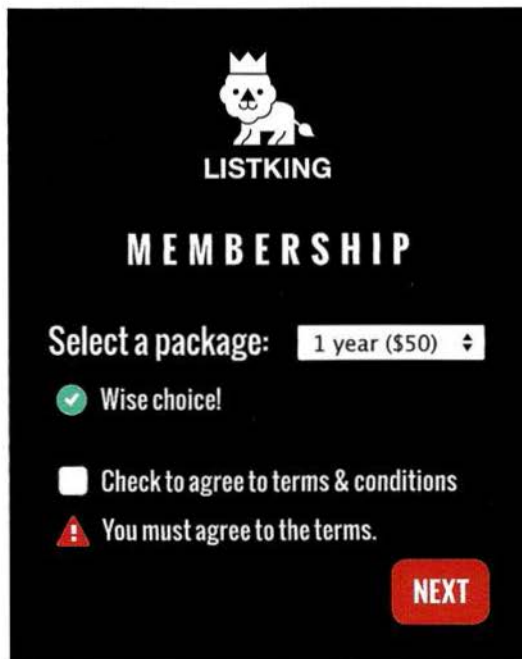 LISTKING
MEMBERSHIP
Select a package: 1 year ($50)
Wise choice!
Check to agree to terms & conditions
You must agree to the terms.
NEXT